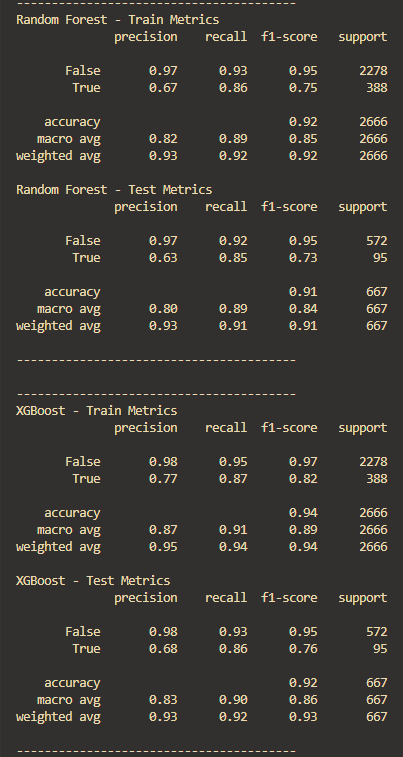 ----------------------------------------
Random Forest - Train Metrics
              precision    recall  f1-score   support

       False       0.97      0.93      0.95      2278
        True       0.67      0.86      0.75       388

    accuracy                           0.92      2666
   macro avg       0.82      0.89      0.85      2666
weighted avg       0.93      0.92      0.92      2666

Random Forest - Test Metrics
              precision    recall  f1-score   support

       False       0.97      0.92      0.95       572
        True       0.63      0.85      0.73        95

    accuracy                           0.91       667
   macro avg       0.80      0.89      0.84       667
weighted avg       0.93      0.91      0.91       667

----------------------------------------

----------------------------------------
XGBoost - Train Metrics
              precision    recall  f1-score   support

       False       0.98      0.95      0.97      2278
        True       0.77      0.87      0.82       388

    accuracy                           0.94      2666
   macro avg       0.87      0.91      0.89      2666
weighted avg       0.95      0.94      0.94      2666

XGBoost - Test Metrics
              precision    recall  f1-score   support

       False       0.98      0.93      0.95       572
        True       0.68      0.86      0.76        95

    accuracy                           0.92       667
   macro avg       0.83      0.90      0.86       667
weighted avg       0.93      0.92      0.93       667

----------------------------------------